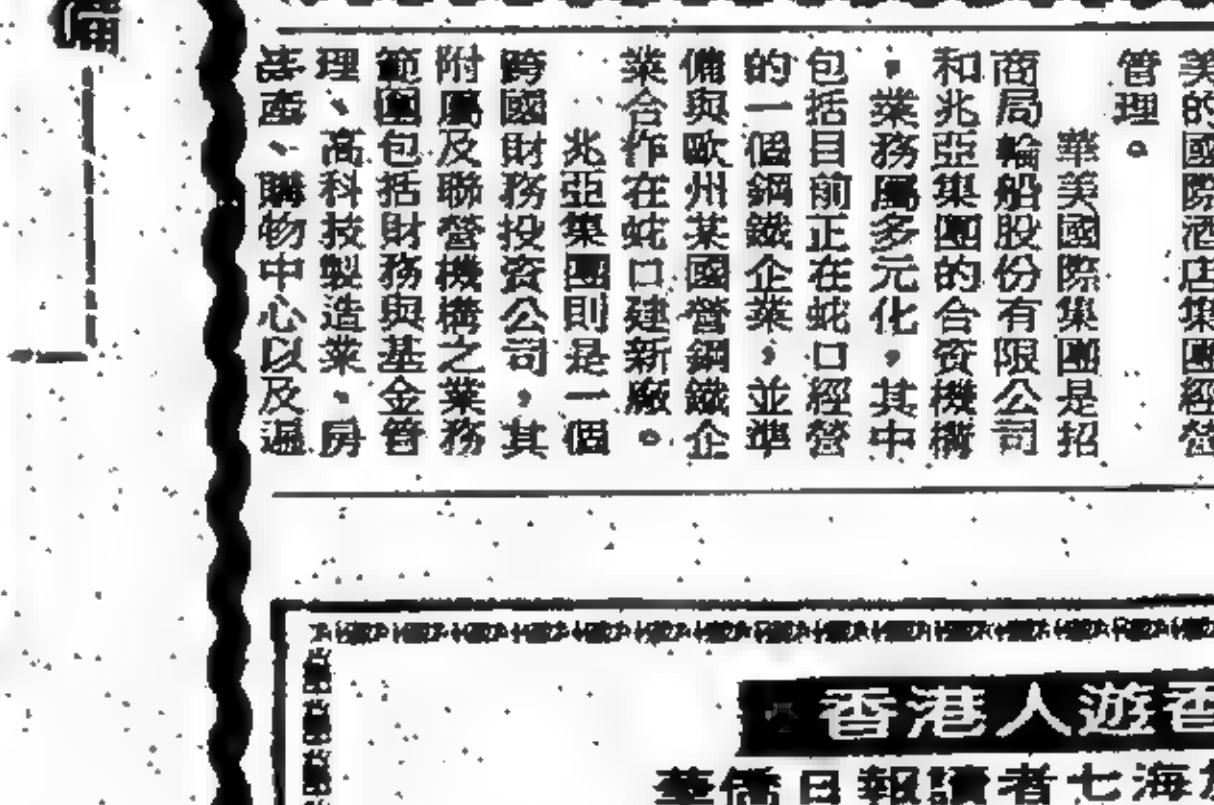 美的國際酒店集團經營
管理。
華美國際集團是招
商局輪船股份有限公司
和兆亞集團的合資機構
，業務屬多元化，其中
包括目前正在蛇口經營
的一個鋼鐵企業，並準
備與歐州某國營鋼鐵企
業合作在蛇口建新廠。
兆亞集團則是一個
跨國財務投資公司，其
附屬及聯營機構之業務
範圍包括財務與基金管
理、高科技製造業、房
產、購物中心以及遍
香港人遊香
華僑日報讀者七海